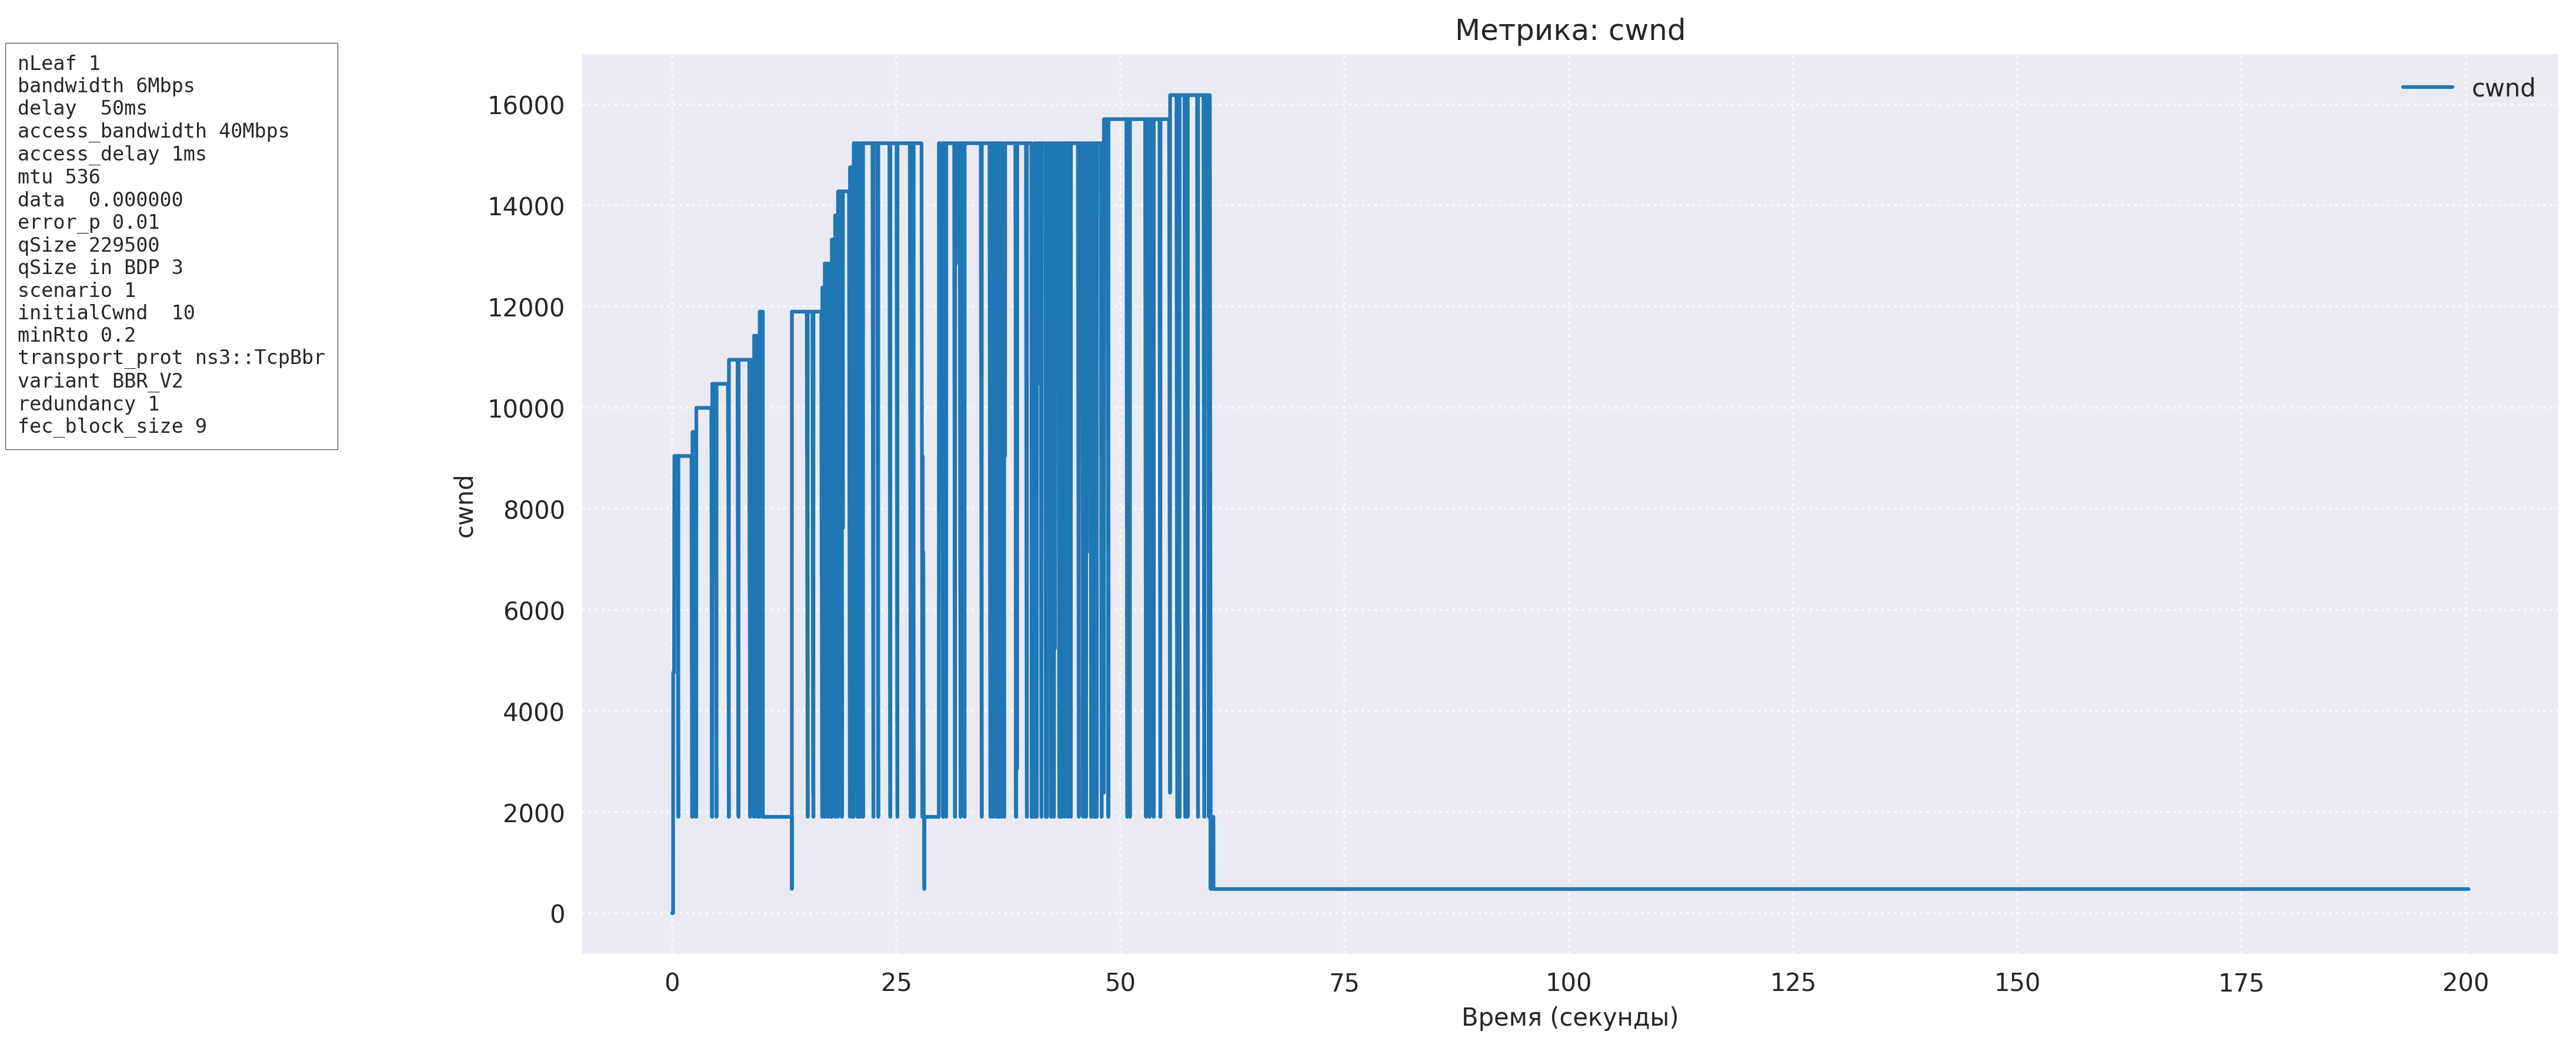 nLeaf 1
bandwidth 6Mbps
delay  50ms
access_bandwidth 40Mbps
access_delay 1ms
mtu 536
data  0.000000
error_p 0.01
qSize 229500
qSize in BDP 3
scenario 1
initialCwnd  10
minRto 0.2
transport_prot ns3::TcpBbr
variant BBR_V2
redundancy 1
fec_block_size 9
Метрика: cwnd
cwnd
cwnd
16000
14000
12000
10000
8000
6000
4000
2000
0
0 25 50 75 100 125 150 175 200
Время (секунды)